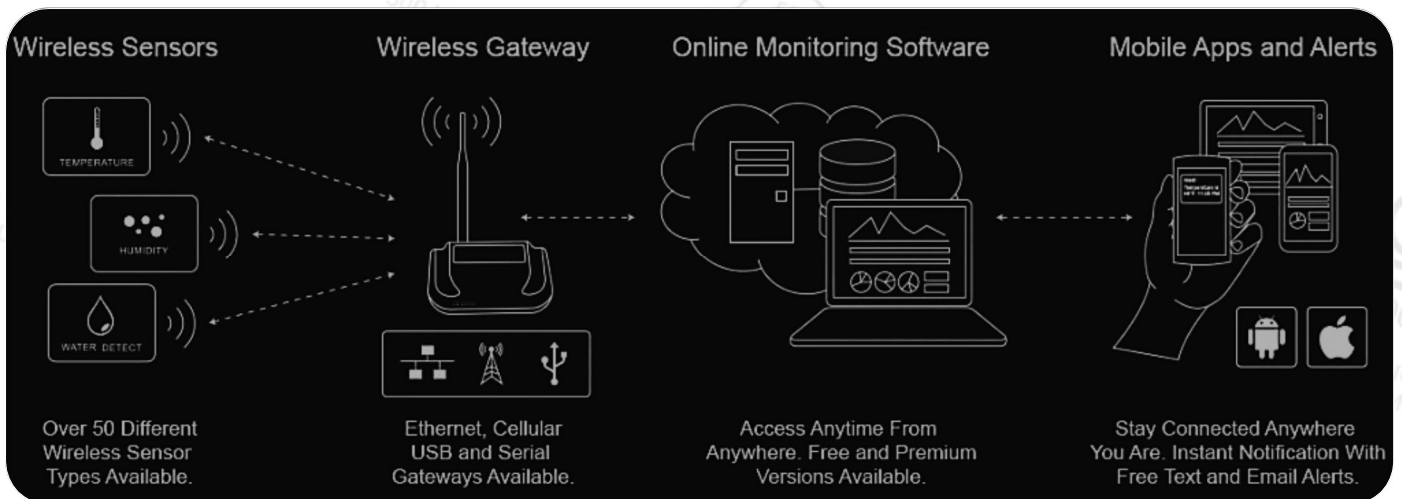 Wireless Sensors
Wireless Gateway
Online Monitoring Software
Mobile Apps and Alerts
TEMPERATURE
HUMIDITY
WATER DETECT
Over 50 Different
Wireless Sensor
Types Available.
Ethernet, Cellular
USB and Serial
Gateways Available.
Access Anytime From
Anywhere. Free and Premium
Versions Available.
Stay Connected Anywhere
You Are. Instant Notification With
Free Text and Email Alerts.